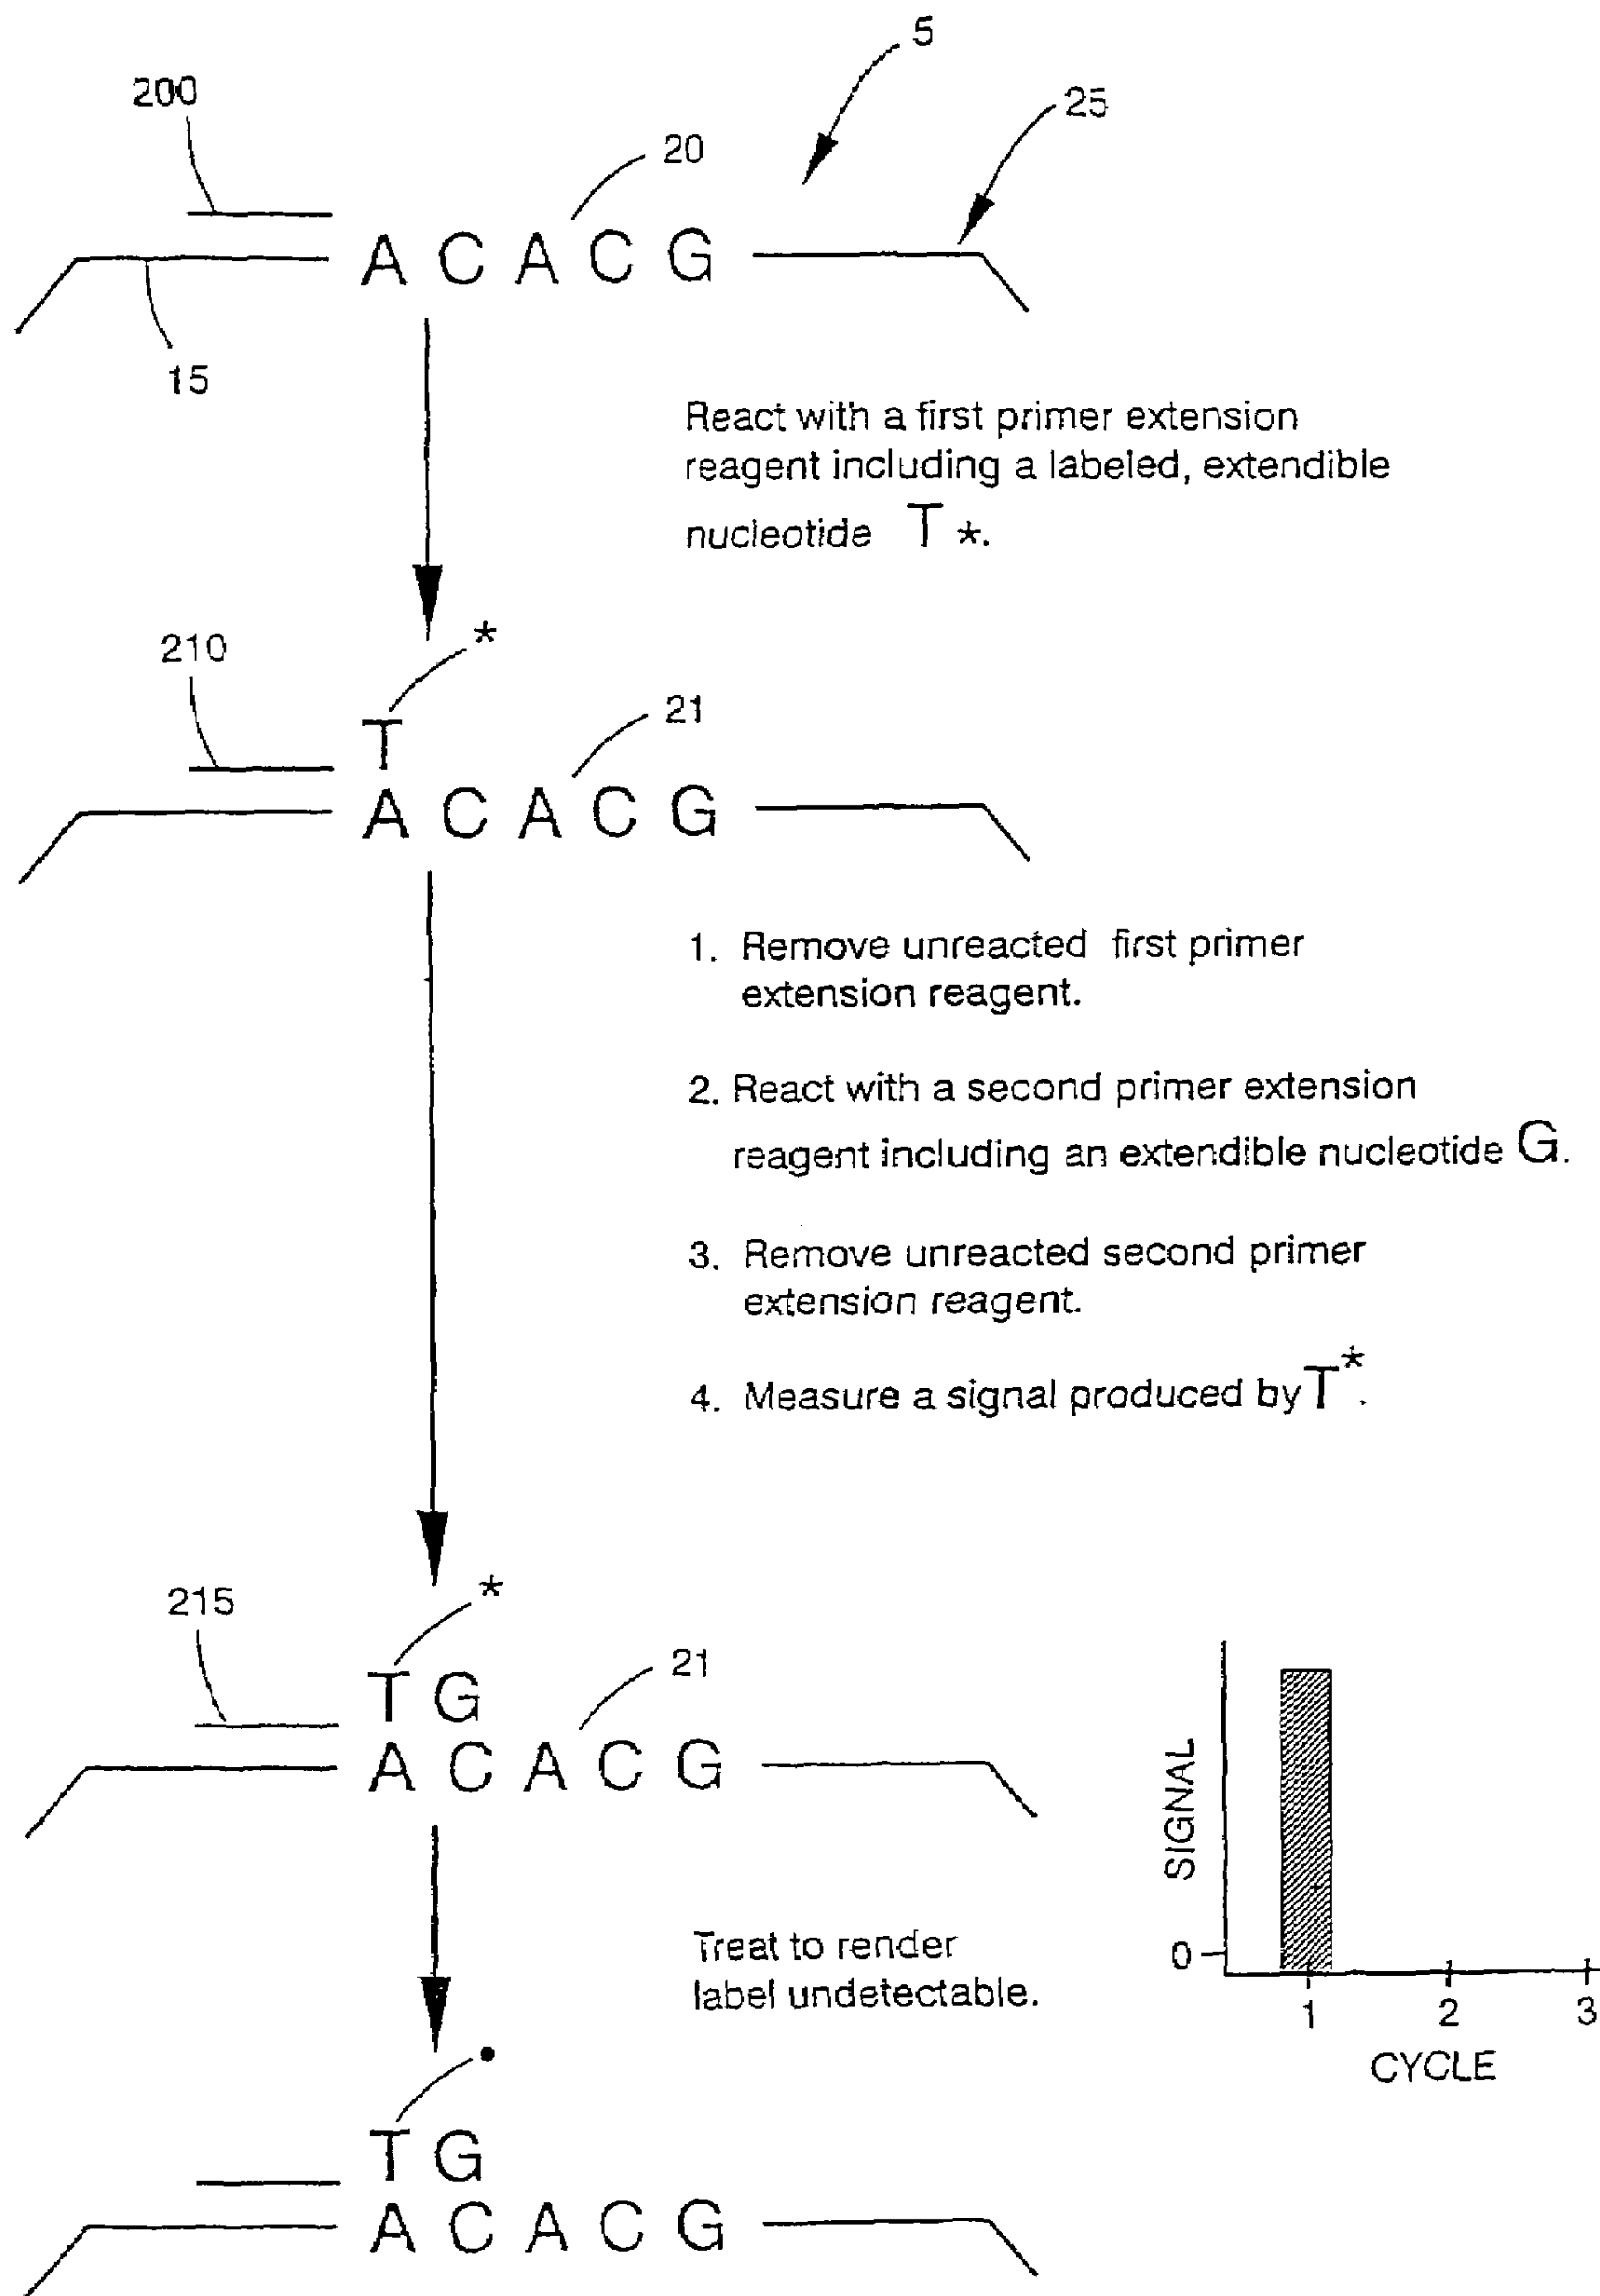 5
200
25
20
A C A C G
15
React with a first primer extension
reagent including a labeled, extendible
nucleotide T *.
*
210
21
T
A C A C G
1. Remove unreacted first primer
extension reagent.
2. React with a second primer extension
reagent including an extendible nucleotide G.
3. Remove unreacted second primer
extension reagent.
4. Measure a signal produced by T*.
*
215
21
T G
A C A C G
SIGNAL
0
1 2 3
CYCLE
Treat to render
label undetectable.
T G
A C A C G